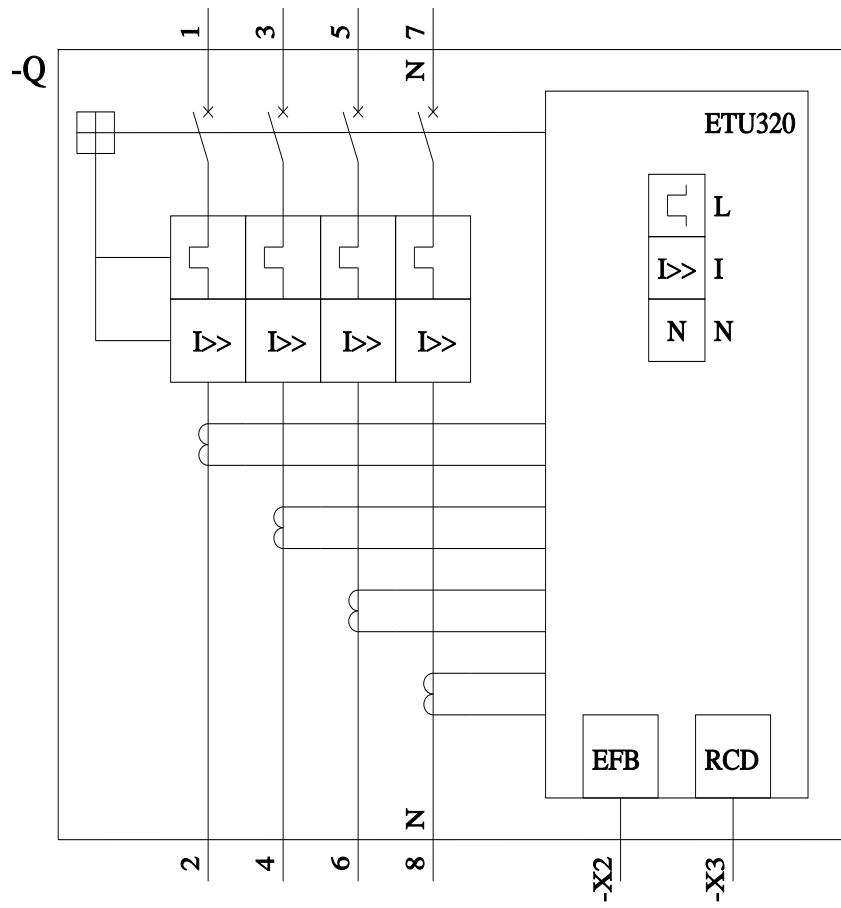 1 3 5 7
-Q
N
ETU320
L
I>> I
N N
I>> I>> I>> I>>
EFB RCD
N
2 4 6 8 -X2 -X3